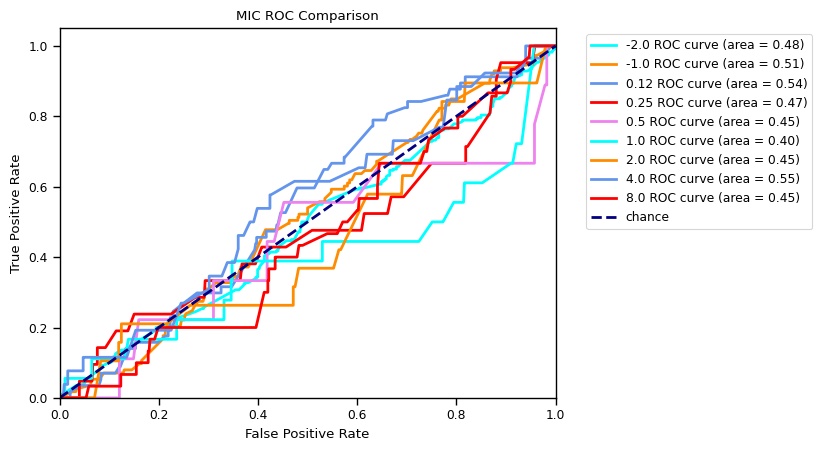 MIC ROC Comparison
1.0
0.8
0.6
0.4
0.2
0.0
True Positive Rate
0.0 0.2 0.4 0.6 0.8 1.0
False Positive Rate
-2.0 ROC curve (area = 0.48)
-1.0 ROC curve (area = 0.51)
0.12 ROC curve (area = 0.54)
0.25 ROC curve (area = 0.47)
0.5 ROC curve (area = 0.45)
1.0 ROC curve (area = 0.40)
2.0 ROC curve (area = 0.45)
4.0 ROC curve (area = 0.55)
8.0 ROC curve (area = 0.45)
chance